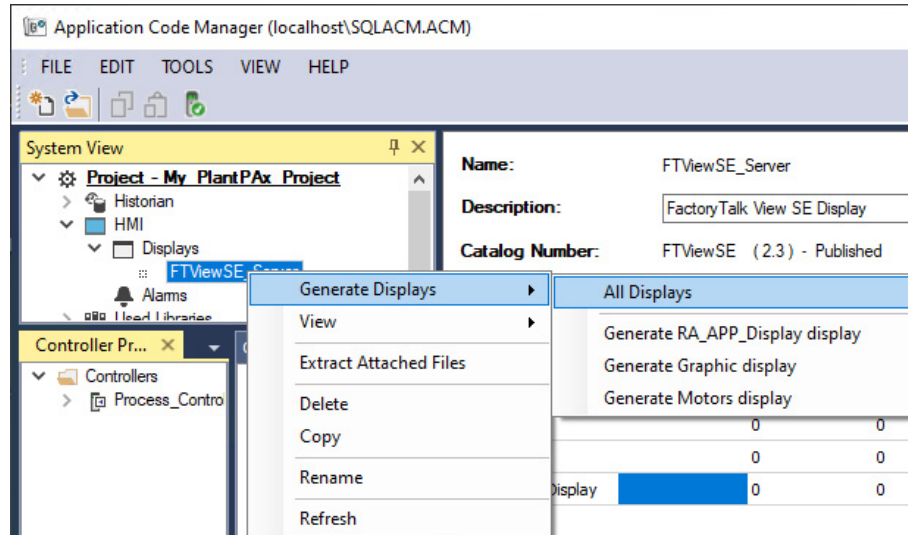 Application Code Manager (localhost\SQLACM.ACM)
FILE EDIT TOOLS VIEW HELP
System View
Project - My_PlantPAx_Project
Historian
HMI
Displays
FTViewSE_Server
Alarms
Used Libraries
Controller Pr...
Controllers
Process_Contro
Name: FTViewSE_Server
Description: FactoryTalk View SE Display
Catalog Number: FTViewSE (2.3) - Published
Generate Displays
View
Extract Attached Files
Delete
Copy
Rename
Refresh
All Displays
Generate RA_APP_Display display
Generate Graphic display
Generate Motors display
0 0
0 0
Display 0 0